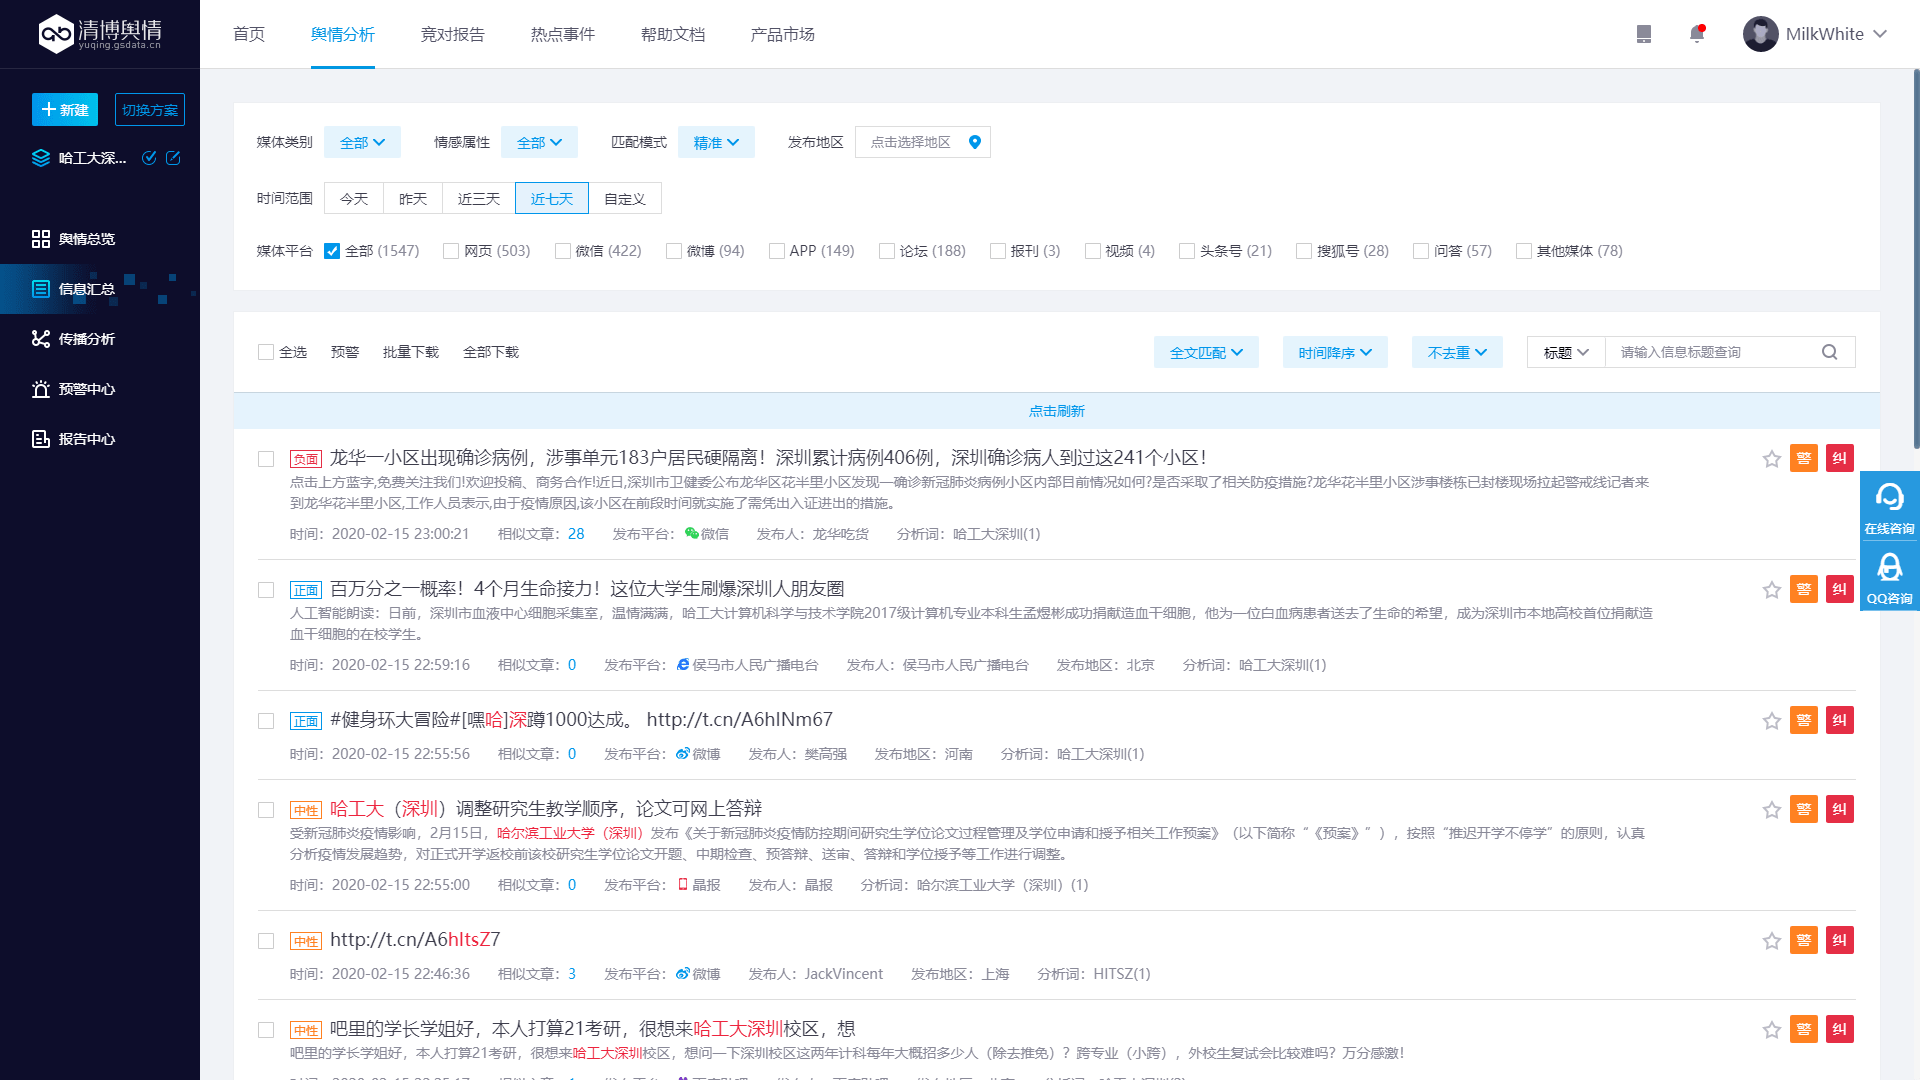 清博舆情
yuqing.gsdata.cn
首页 舆情分析 竞对报告 热点事件 帮助文档 产品市场
MilkWhite
新建 切换方案
哈工大深...
舆情总览
信息汇总
传播分析
预警中心
报告中心
媒体类别 全部 情感属性 全部 匹配模式 精准 发布地区 点击选择地区
时间范围 今天 昨天 近三天 近七天 自定义
媒体平台 全部 (1547) 网页 (503) 微信 (422) 微博 (94) APP (149) 论坛 (188) 报刊 (3) 视频 (4) 头条号 (21) 搜狐号 (28) 问答 (57) 其他媒体 (78)
全选 预警 批量下载 全部下载 全文匹配 时间降序 不去重 标题 请输入信息标题查询
点击刷新
负面 龙华一小区出现确诊病例，涉事单元183户居民硬隔离！深圳累计病例406例，深圳确诊病人到过这241个小区！ 警 纠
点击上方蓝字,免费关注我们!欢迎投稿、商务合作!近日,深圳市卫健委公布龙华区花半里小区发现一确诊新冠肺炎病例小区内部目前情况如何?是否采取了相关防疫措施?龙华花半里小区涉事楼栋已封楼现场拉起警戒线记者来
到龙华花半里小区,工作人员表示,由于疫情原因,该小区在前段时间就实施了需凭出入证进出的措施。
时间：2020-02-15 23:00:21 相似文章：28 发布平台：微信 发布人：龙华吃货 分析词：哈工大深圳(1)
正面 百万分之一概率！4个月生命接力！这位大学生刷爆深圳人朋友圈 警 纠
人工智能朗读：日前，深圳市血液中心细胞采集室，温情满满，哈工大计算机科学与技术学院2017级计算机专业本科生孟煜彬成功捐献造血干细胞，他为一位白血病患者送去了生命的希望，成为深圳市本地高校首位捐献造
血干细胞的在校学生。
时间：2020-02-15 22:59:16 相似文章：0 发布平台：侯马市人民广播电台 发布人：侯马市人民广播电台 发布地区：北京 分析词：哈工大深圳(1)
正面 #健身环大冒险#[嘿哈]深蹲1000达成。 http://t.cn/A6hINm67 警 纠
时间：2020-02-15 22:55:56 相似文章：0 发布平台：微博 发布人：樊高强 发布地区：河南 分析词：哈工大深圳(1)
中性 哈工大（深圳）调整研究生教学顺序，论文可网上答辩 警 纠
受新冠肺炎疫情影响，2月15日，哈尔滨工业大学（深圳）发布《关于新冠肺炎疫情防控期间研究生学位论文过程管理及学位申请和授予相关工作预案》（以下简称“《预案》”），按照“推迟开学不停学”的原则，认真
分析疫情发展趋势，对正式开学返校前该校研究生学位论文开题、中期检查、预答辩、送审、答辩和学位授予等工作进行调整。
时间：2020-02-15 22:55:00 相似文章：0 发布平台：晶报 发布人：晶报 分析词：哈尔滨工业大学（深圳）(1)
中性 http://t.cn/A6hItsZ7 警 纠
时间：2020-02-15 22:46:36 相似文章：3 发布平台：微博 发布人：JackVincent 发布地区：上海 分析词：HITSZ(1)
中性 吧里的学长学姐好，本人打算21考研，很想来哈工大深圳校区，想 警 纠
吧里的学长学姐好，本人打算21考研，很想来哈工大深圳校区，想问一下深圳校区这两年计科每年大概招多少人（除去推免）？跨专业（小跨），外校生复试会比较难吗？万分感激！
在线咨询
QQ咨询